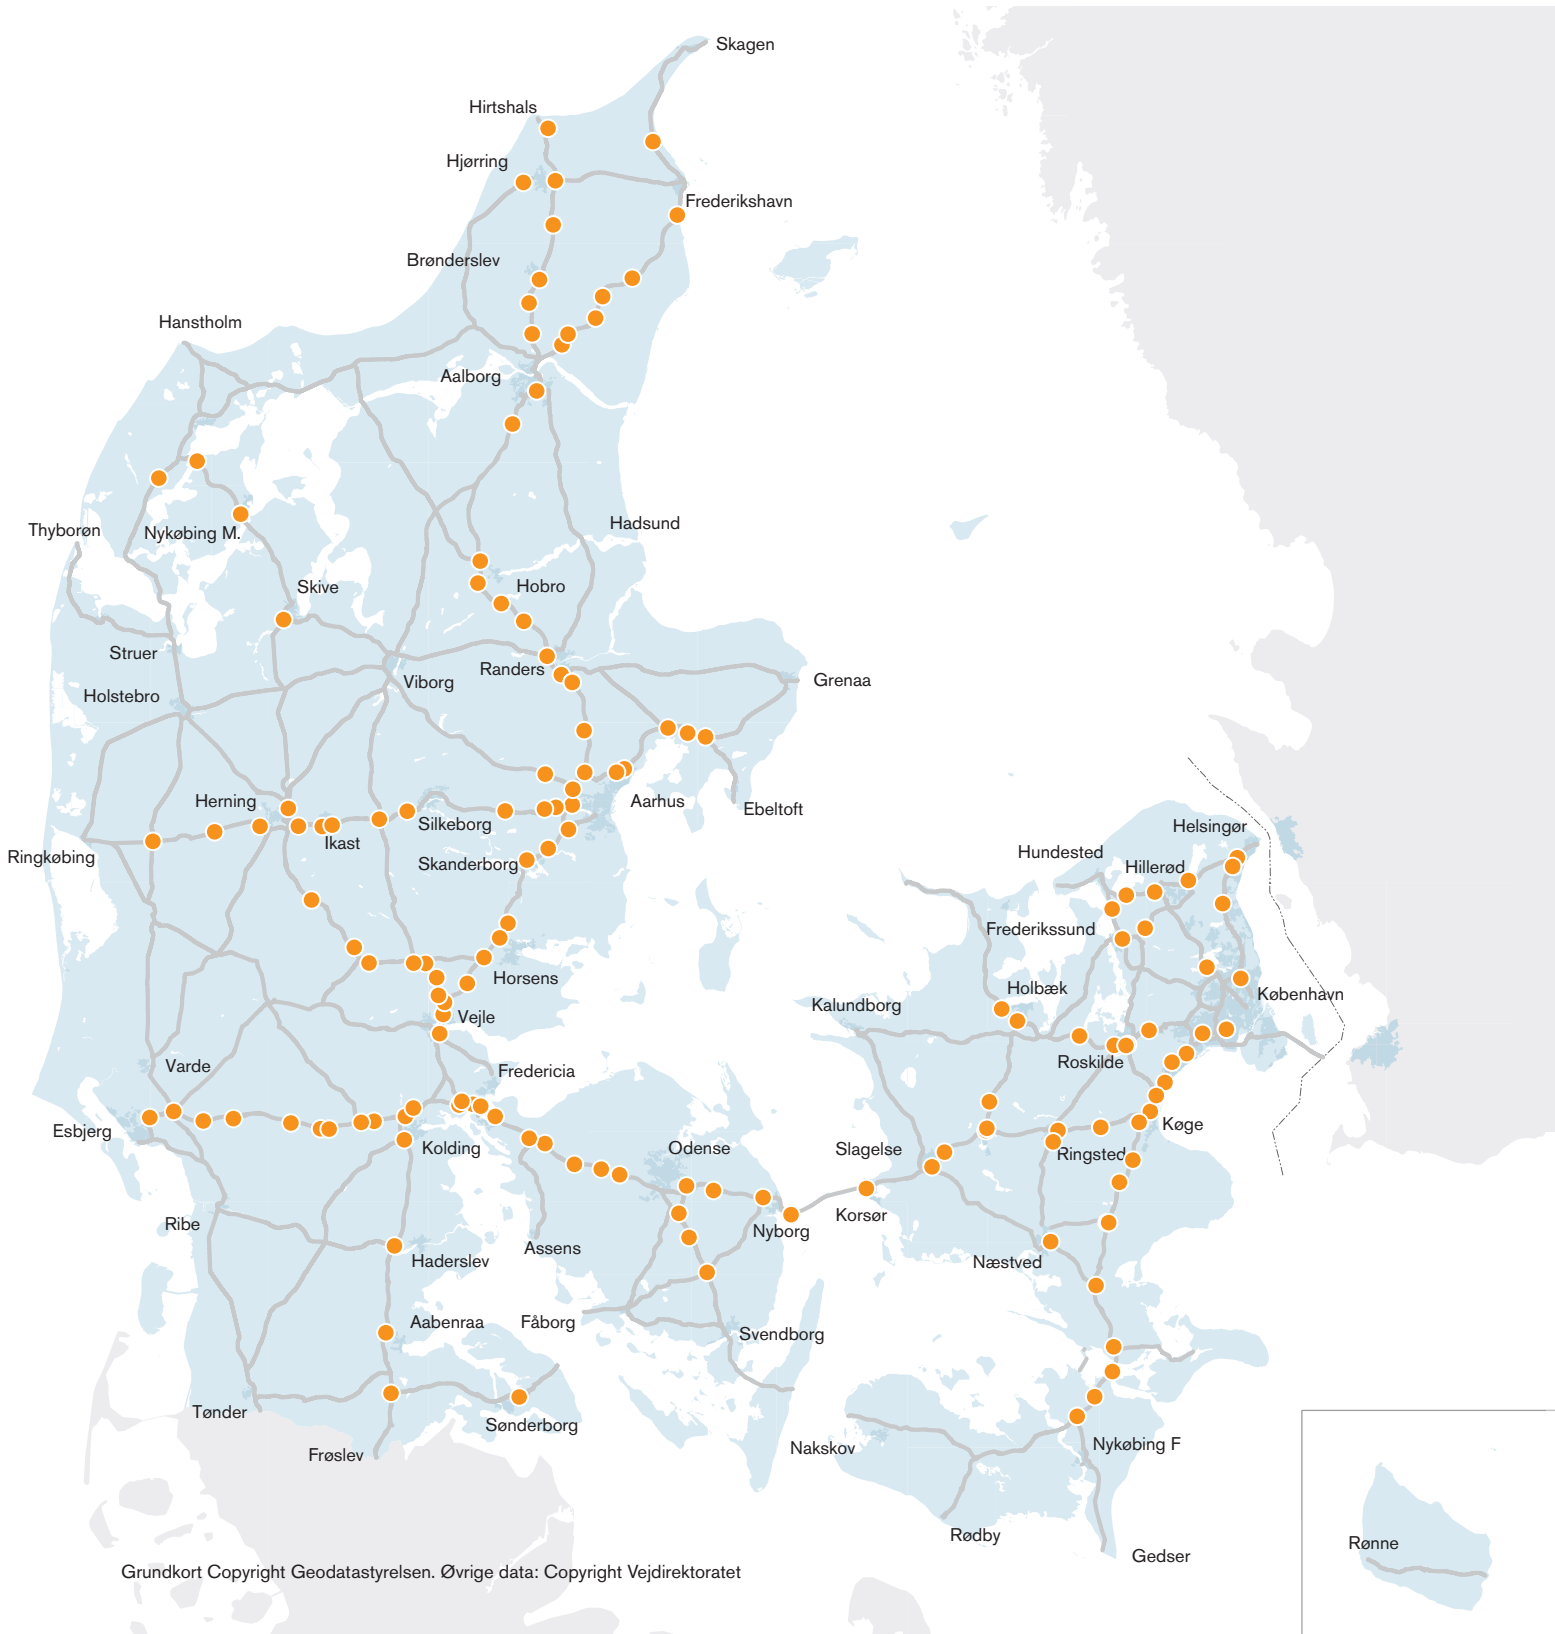 Skagen
Hirtshals
Hjørring
Frederikshavn
Brønderslev
Hanstholm
Aalborg
Hadsund
Thyborøn
Nykøbing M.
Skive
Hobro
Struer
Randers
Viborg
Grenaa
Holstebro
Herning
Aarhus
Ebeltoft
Silkeborg
Helsingør
Ikast
Ringkøbing
Skanderborg
Hundested
Hillerød
Frederikssund
Horsens
Holbæk
København
Kalundborg
Vejle
Varde
Roskilde
Fredericia
Esbjerg
Køge
Kolding
Odense
Slagelse
Ringsted
Ribe
Nyborg
Korsør
Haderslev
Assens
Næstved
Aabenraa
Fåborg
Svendborg
Tønder
Sønderborg
Frøslev
Nakskov
Nykøbing F
Rødby
Gedser
Rønne
Grundkort Copyright Geodatastyrelsen. Øvrige data: Copyright Vejdirektoratet